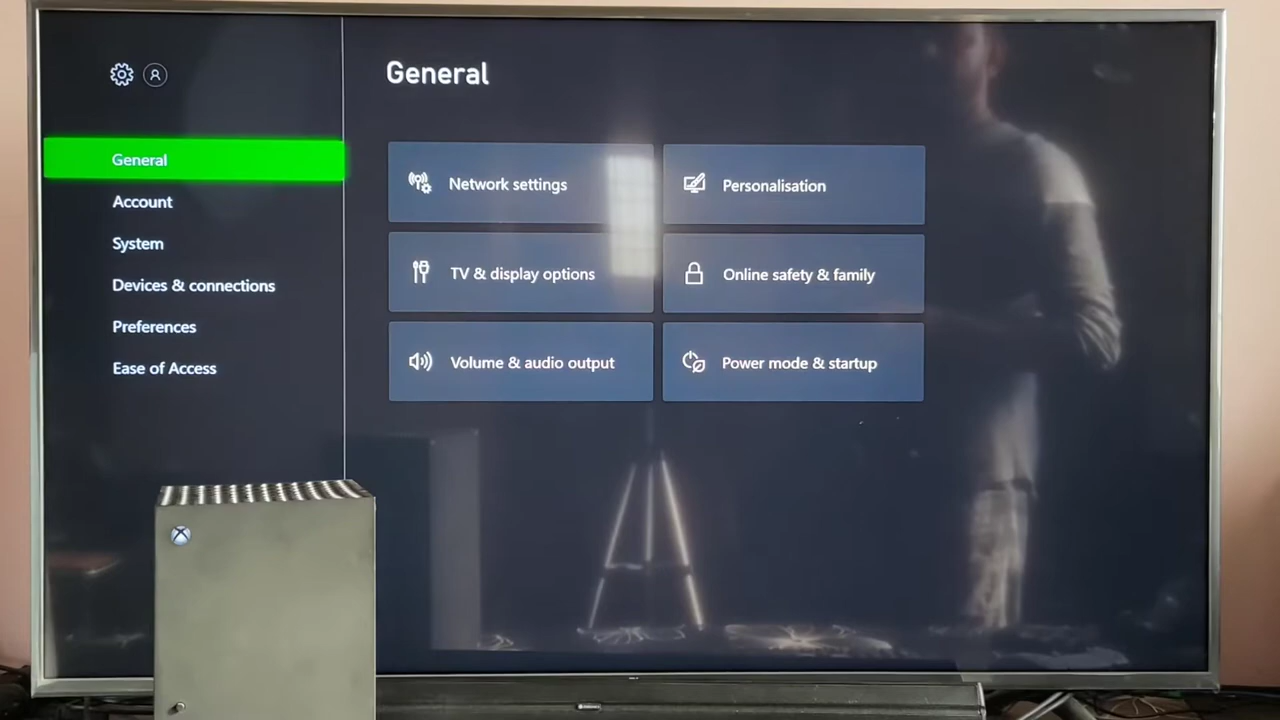 General
General
Account
System
Devices & connections
Preferences
Ease of Access
Network settings
Personalisation
TV & display options
Online safety & family
Volume & audio output
Power mode & startup